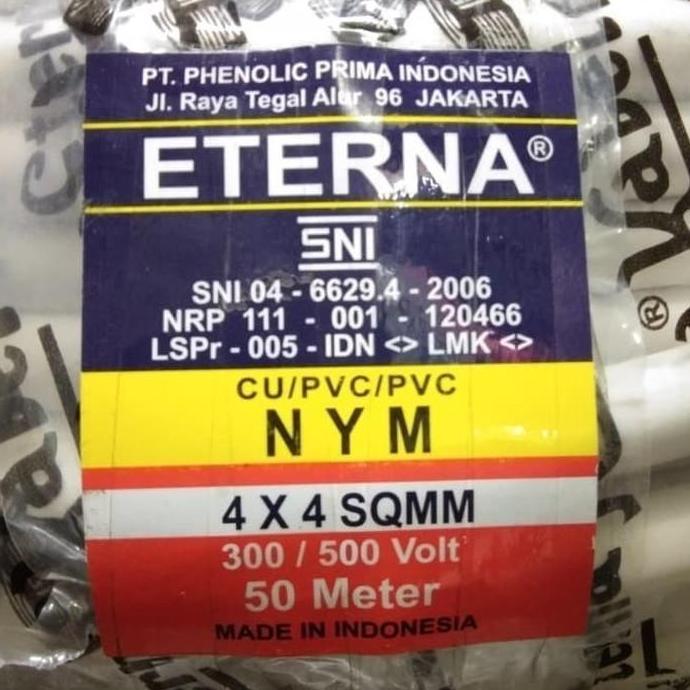 PT. PHENOLIC PRIMA INDONESIA
Jl. Raya Tegal Alur 96 JAKARTA
ETERNA®
SNI
SNI 04 - 6629.4 - 2006
NRP 111 - 001 - 120466
LSPr - 005 - IDN <> LMK <>
CU/PVC/PVC
NYM
4 X 4 SQMM
300 / 500 Volt
50 Meter
MADE IN INDONESIA